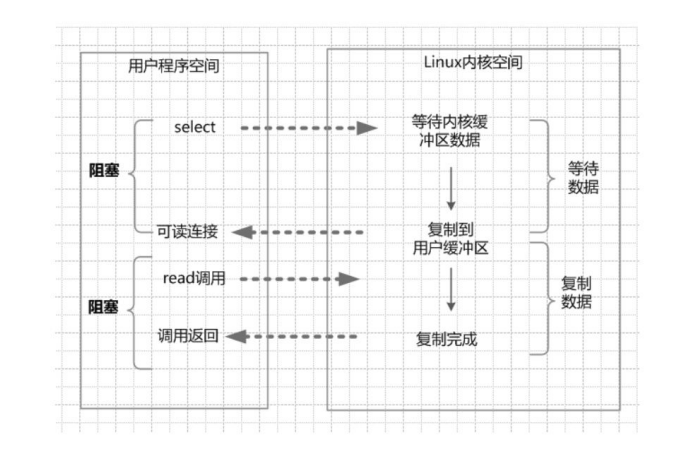 用户程序空间
Linux内核空间
select
等待内核缓
冲区数据
阻塞
等待
数据
可读连接
复制到
用户缓冲区
read调用
复制
数据
阻塞
调用返回
复制完成